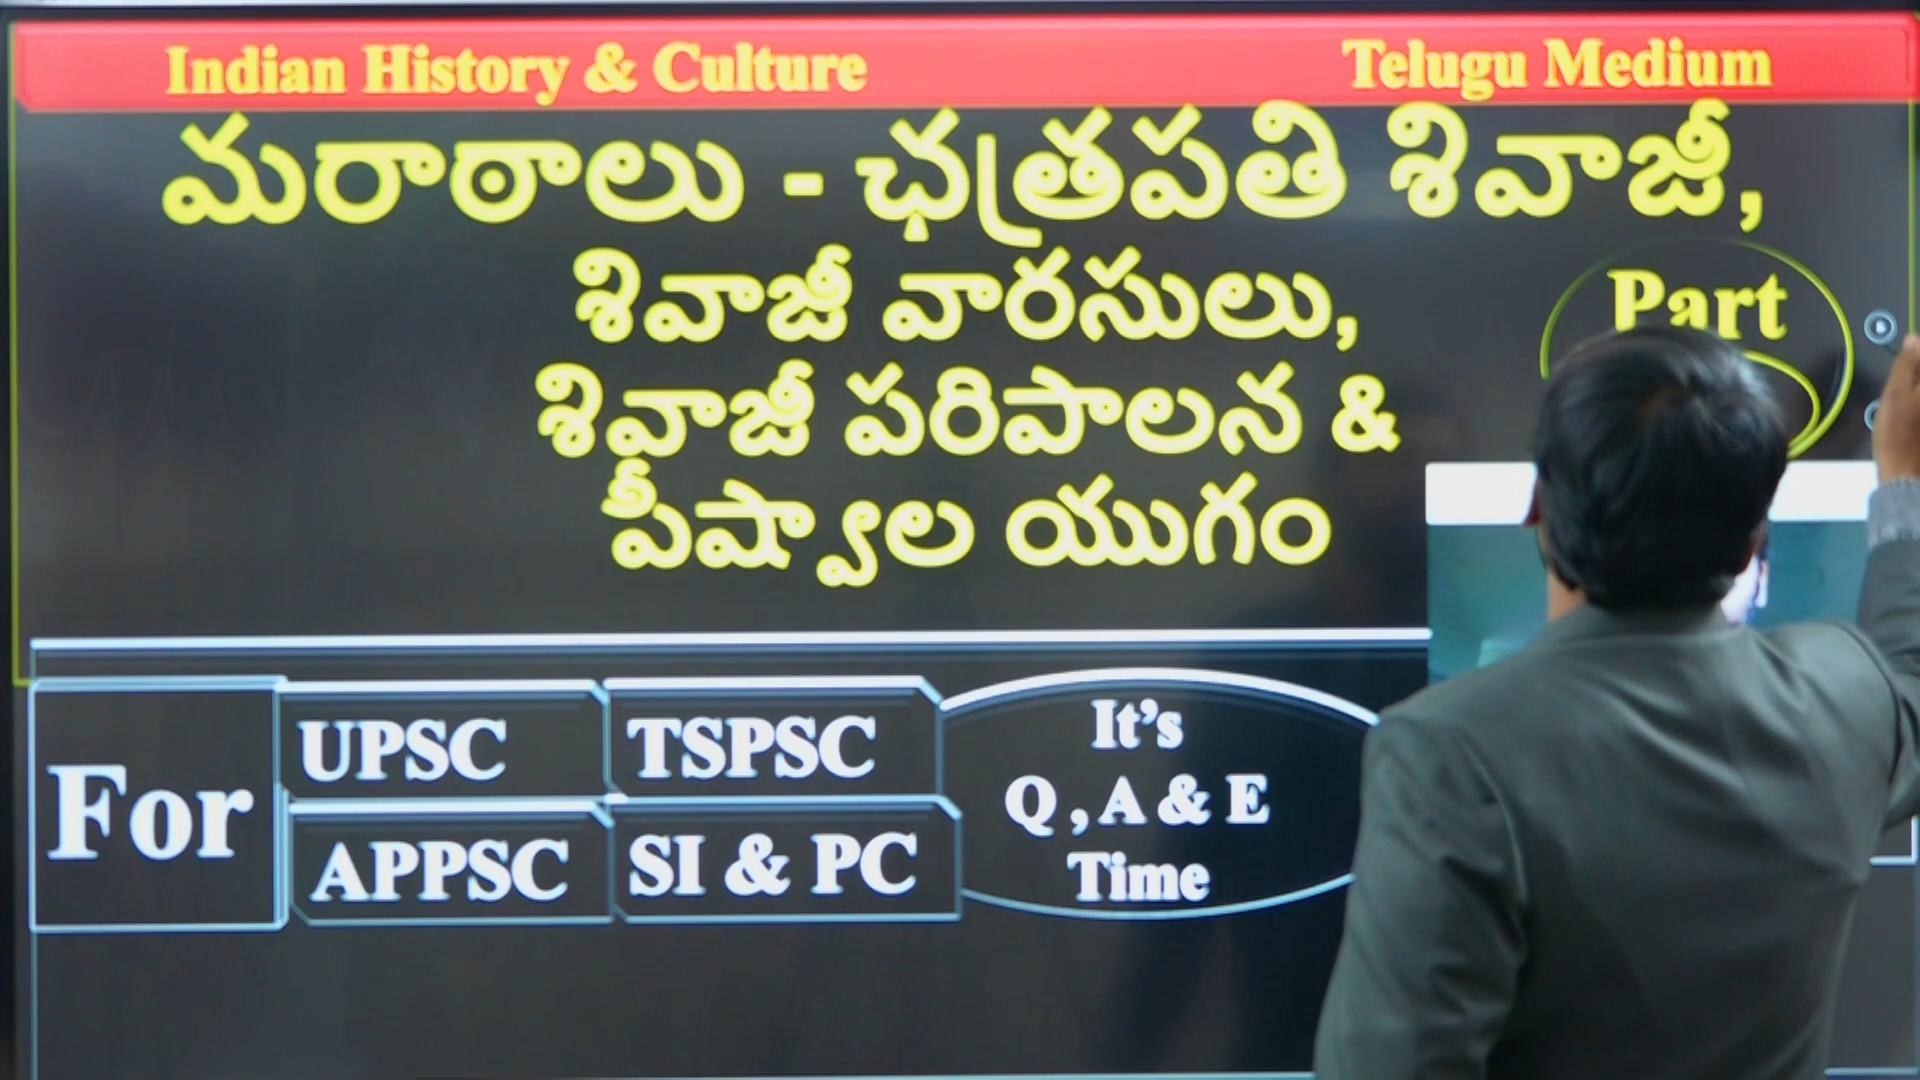 Indian History & Culture
Telugu Medium
మరాఠాలు - ఛత్రపతి శివాజీ,
శివాజీ వారసులు,
శివాజీ పరిపాలన &
పీష్వాల యుగం
Part
For
UPSC
TSPSC
APPSC
SI & PC
It's
Q , A & E
Time